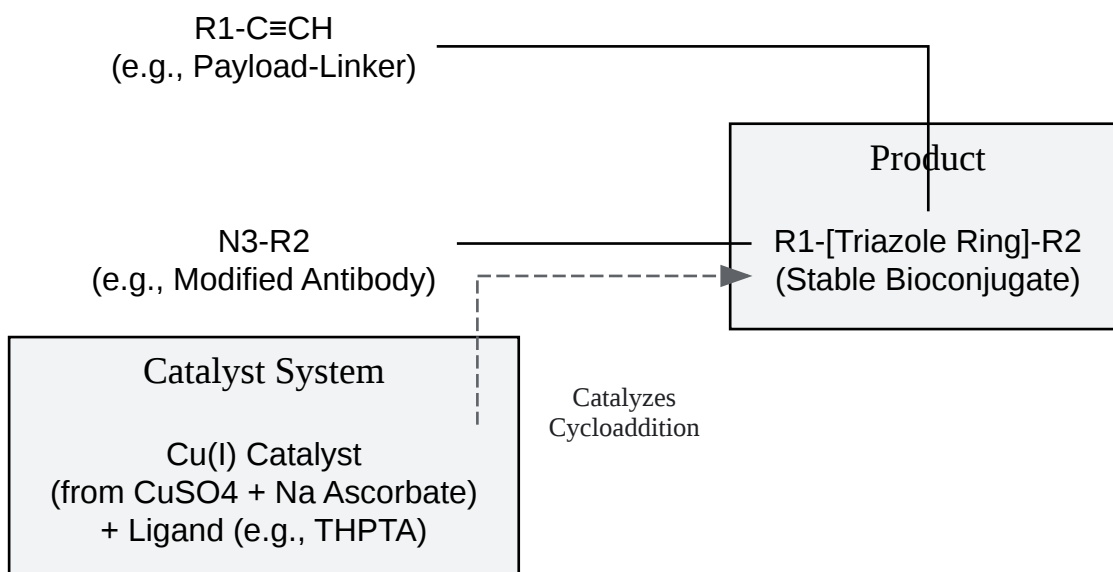 R1-C≡CH
(e.g., Payload-Linker)
Product
N3-R2
(e.g., Modified Antibody)
R1-[Triazole Ring]-R2
(Stable Bioconjugate)
Catalyst System
Catalyzes
Cycloaddition
Cu(I) Catalyst
(from CuSO4 + Na Ascorbate)
+ Ligand (e.g., THPTA)